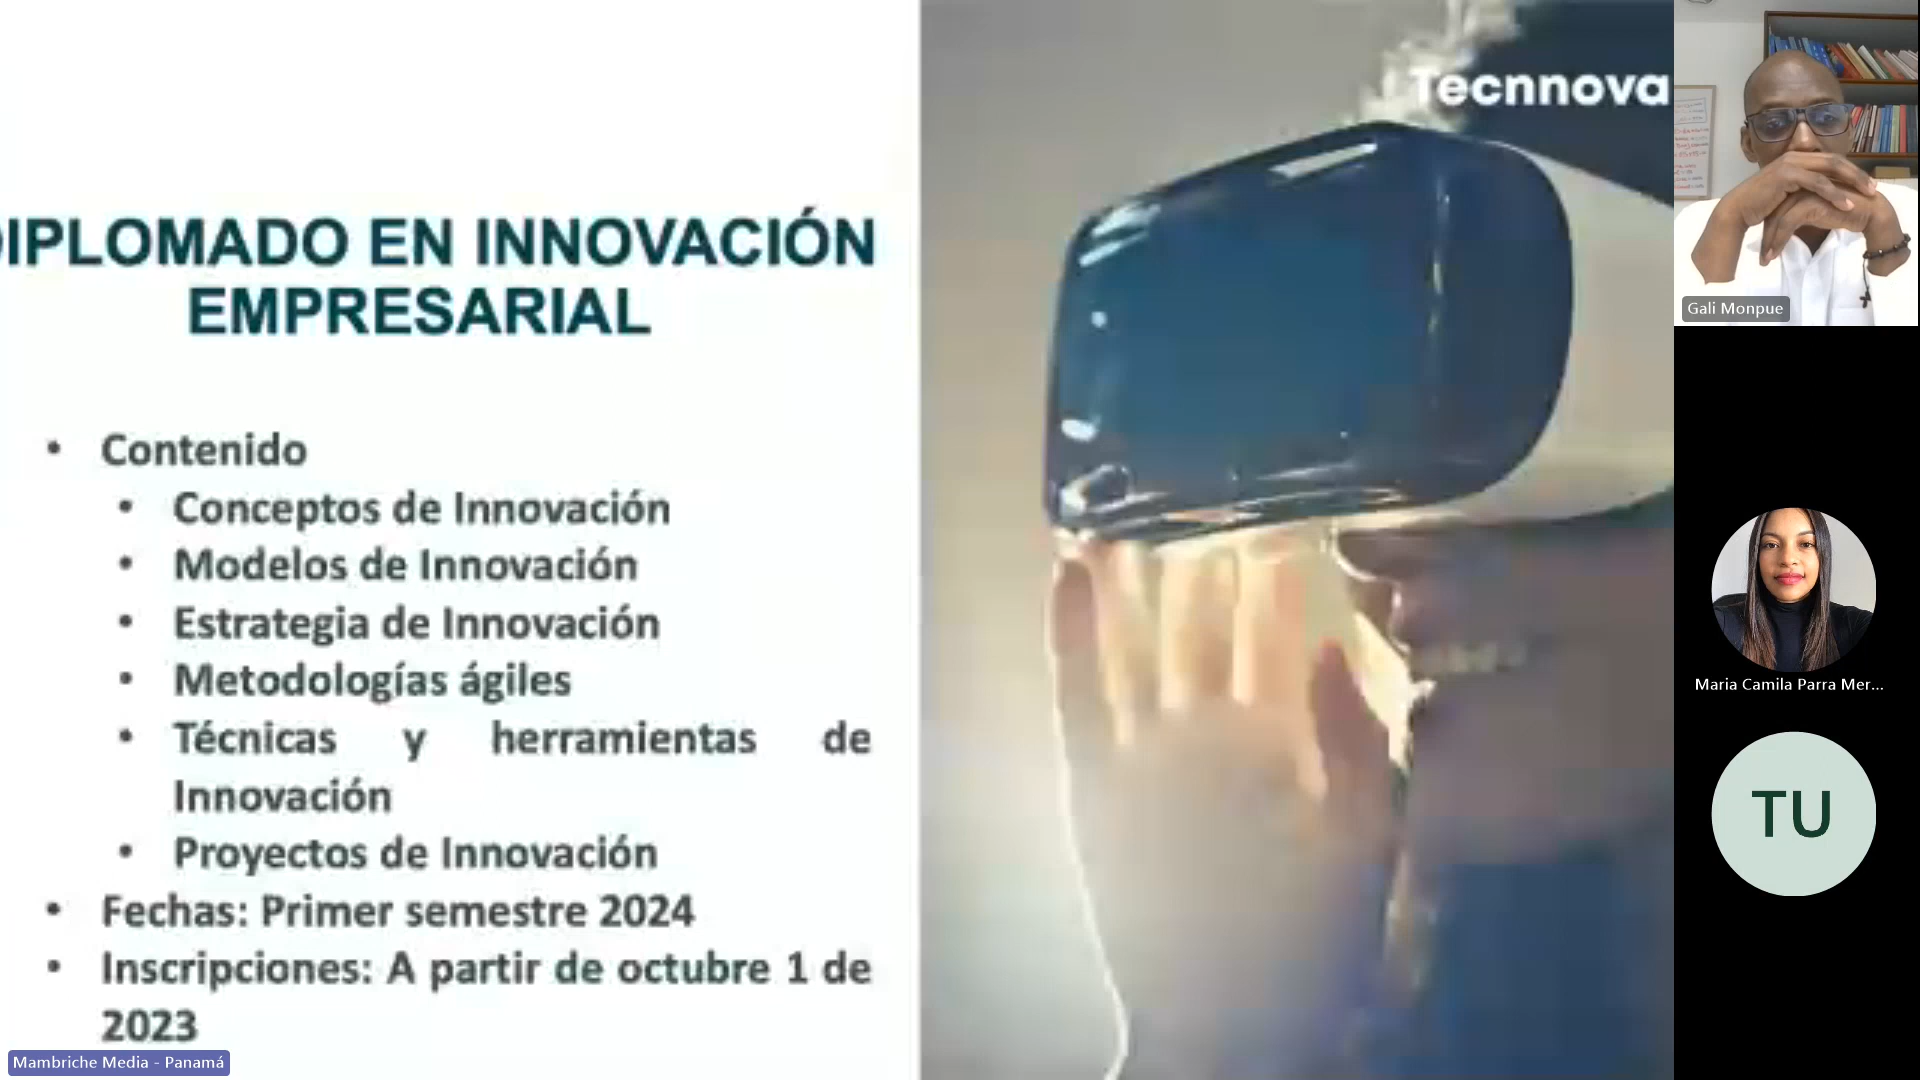 Tecnnova
IPLOMADO EN INNOVACIÓN
EMPRESARIAL
• Contenido
• Conceptos de Innovación
• Modelos de Innovación
• Estrategia de Innovación
• Metodologías ágiles
• Técnicas y herramientas de
Innovación
• Proyectos de Innovación
• Fechas: Primer semestre 2024
• Inscripciones: A partir de octubre 1 de
2023
Mambriche Media - Panamá
Gali Monpue
Maria Camila Parra Mer...
TU